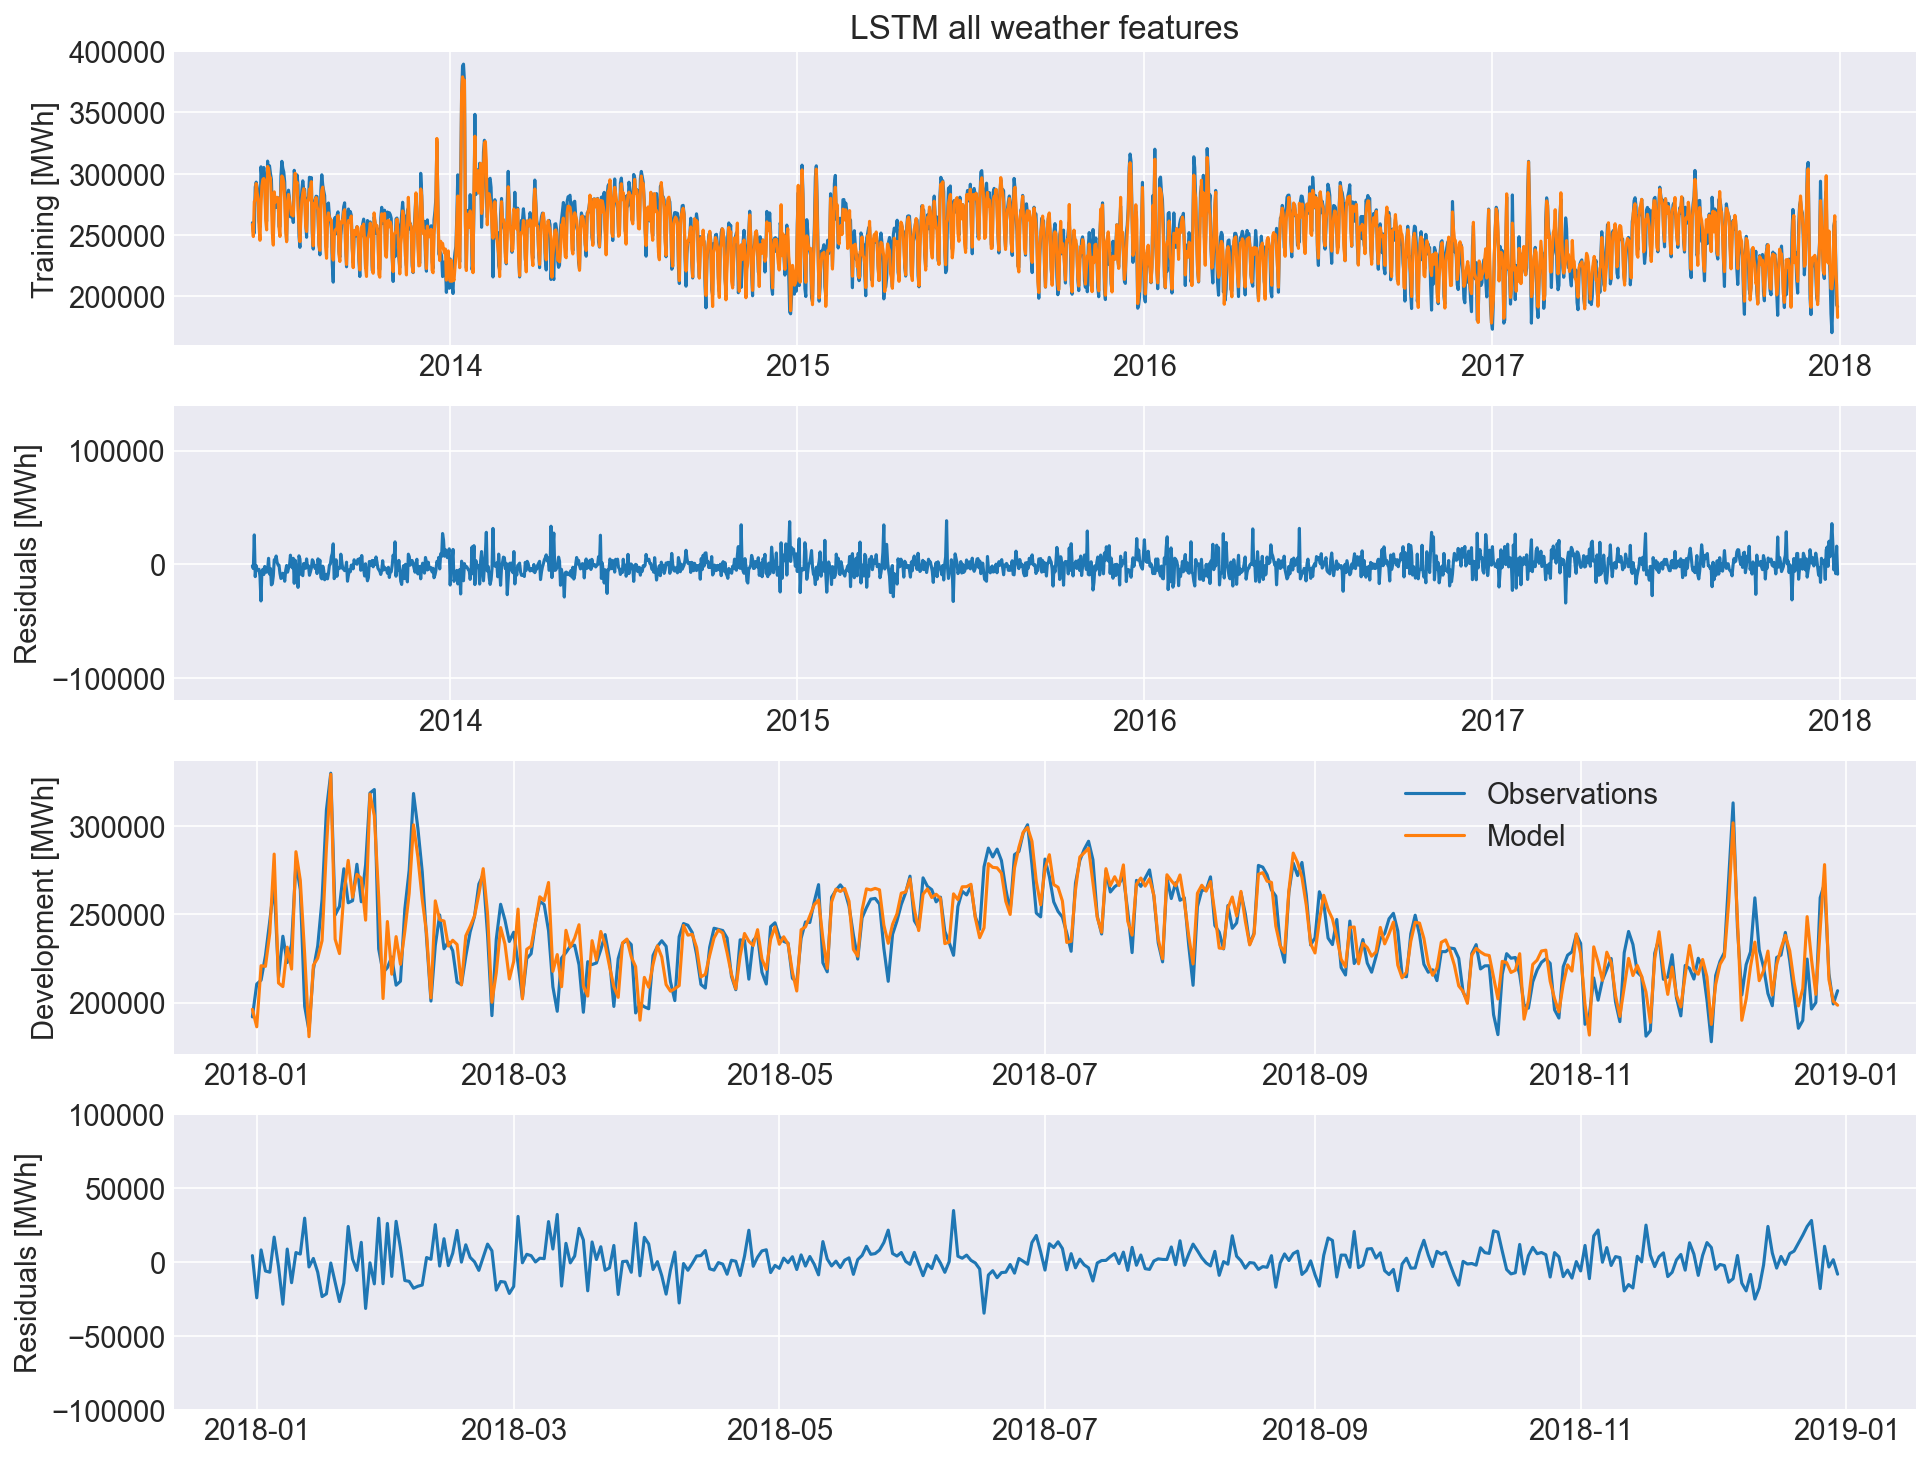 LSTM all weather features
Training [MWh]
400000
350000
300000
250000
200000
2014 2015 2016 2017 2018
Residuals [MWh]
100000
0
−100000
2014 2015 2016 2017 2018
Development [MWh]
300000
250000
200000
Observations
Model
2018-01 2018-03 2018-05 2018-07 2018-09 2018-11 2019-01
Residuals [MWh]
100000
50000
0
−50000
−100000
2018-01 2018-03 2018-05 2018-07 2018-09 2018-11 2019-01